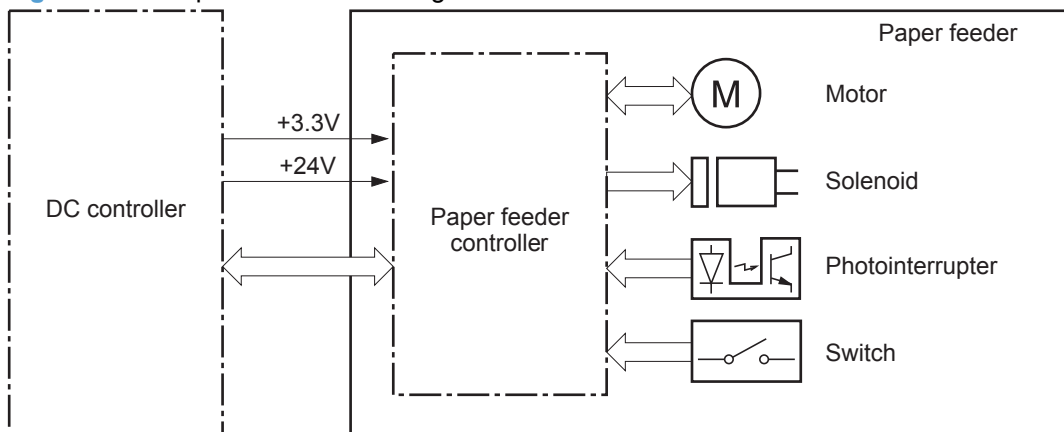 Paper feeder
M
Motor
+3.3V
+24V
DC controller
Paper feeder
controller
Solenoid
Photointerrupter
Switch